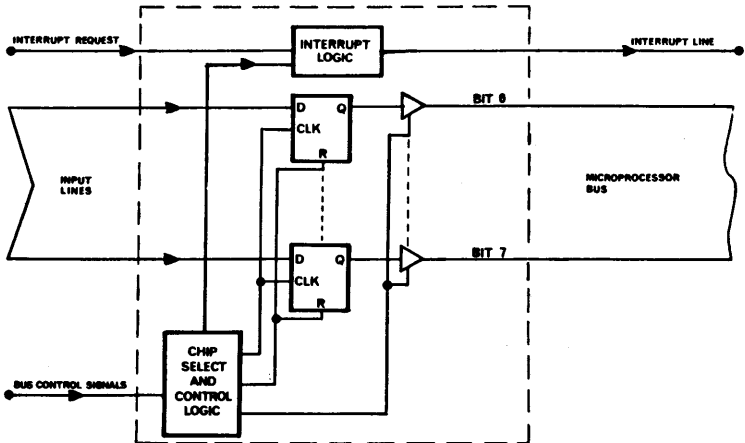 INTERRUPT REQUEST
INTERRUPT
LOGIC
INTERRUPT LINE
D
Q
CLK
R
BIT 6
INPUT
LINES
MICROPROCESSOR
BUS
D
Q
CLK
R
BIT 7
CHIP
SELECT
AND
CONTROL
LOGIC
BUS CONTROL SIGNALS